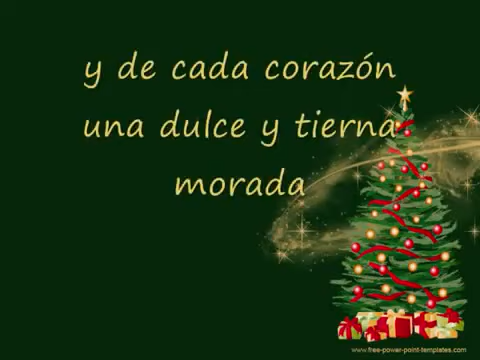 y de cada corazón
una dulce y tierna
morada
www.free-power-point-templates.com